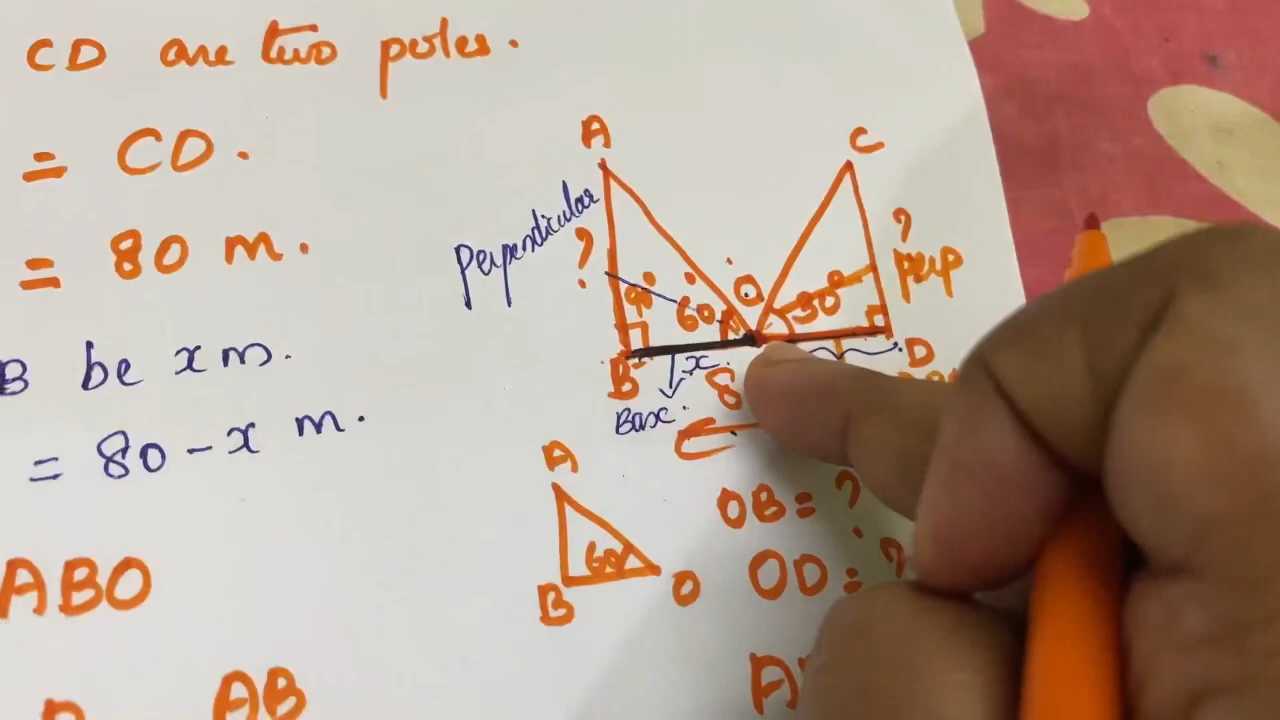 CD are two poles.
= CD.
= 80 m.
B be x m.
= 80 - x m.
ABO
AB
A
C
Perpendicular
?
?
perp
90°
60°
O
30°
B
x
D
Base.
8
A
60
B
O
OB = ?
OD = ?
A